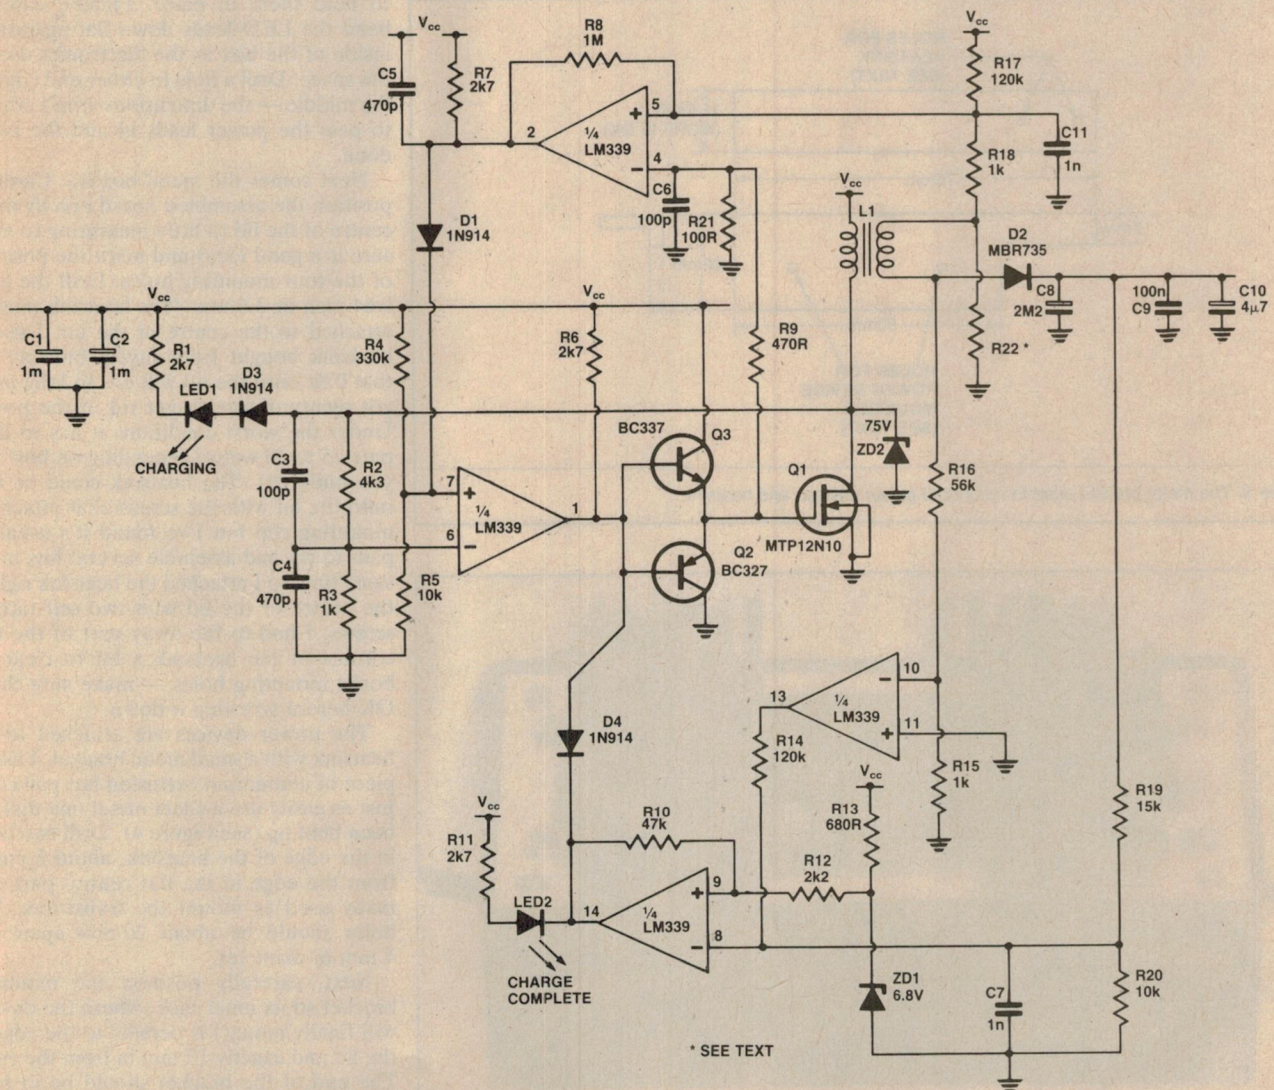 Vcc
R8
1M
Vcc
C5
470p
R7
2k7
R17
120k
2
5
4
+
−
¼
LM339
C11
1n
R18
1k
C6
100p
R21
100R
Vcc
L1
D1
1N914
D2
MBR735
C8
2M2
100n
C9
C10
4µ7
Vcc
Vcc
C1
1m
C2
1m
R1
2k7
R4
330k
R6
2k7
R9
470R
R22 *
LED1
D3
1N914
CHARGING
BC337
Q3
75V
ZD2
C3
100p
R2
4k3
7
+
¼
LM339
1
6
−
Q1
MTP12N10
R16
56k
Q2
BC327
C4
470p
R3
1k
R5
10k
10
−
13
¼
LM339
11
+
D4
1N914
R14
120k
Vcc
R15
1k
R19
15k
Vcc
R11
2k7
R10
47k
R13
680R
R12
2k2
LED2
14
9
+
¼
LM339
8
−
CHARGE
COMPLETE
ZD1
6.8V
C7
1n
R20
10k
* SEE TEXT